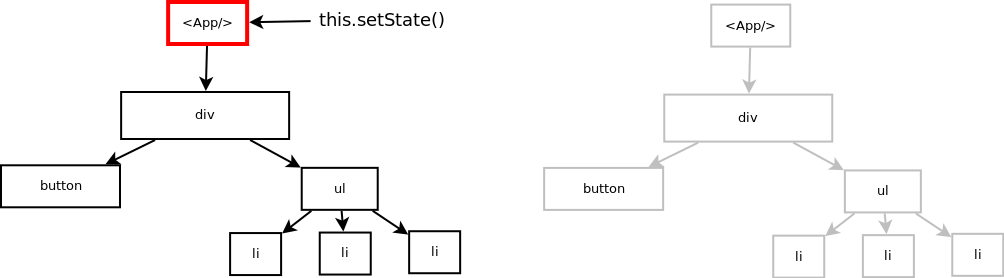 <App/>
this.setState()
div
button
ul
li
li
li
<App/>
div
button
ul
li
li
li